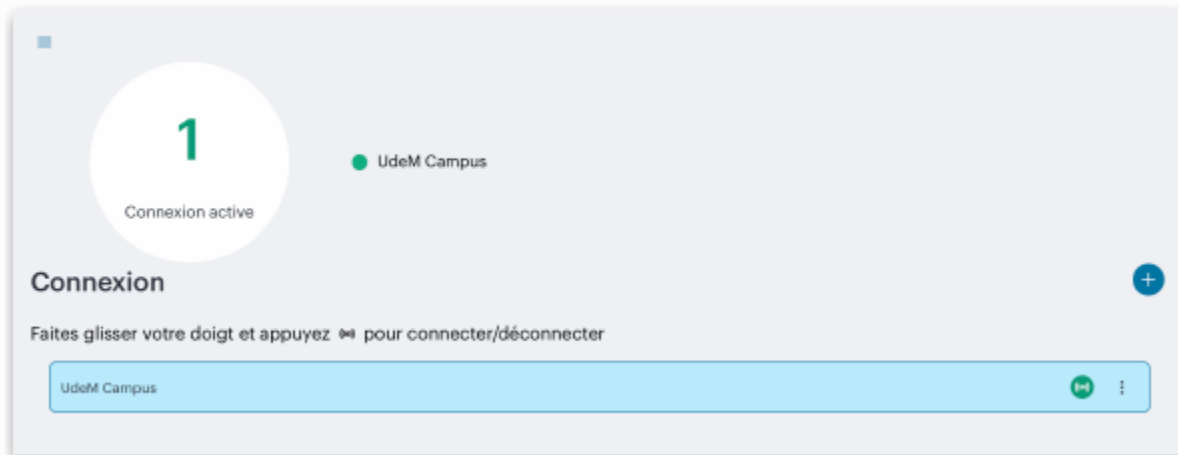 1
Connexion active
UdeM Campus
Connexion
Faites glisser votre doigt et appuyez pour connecter/déconnecter
UdeM Campus